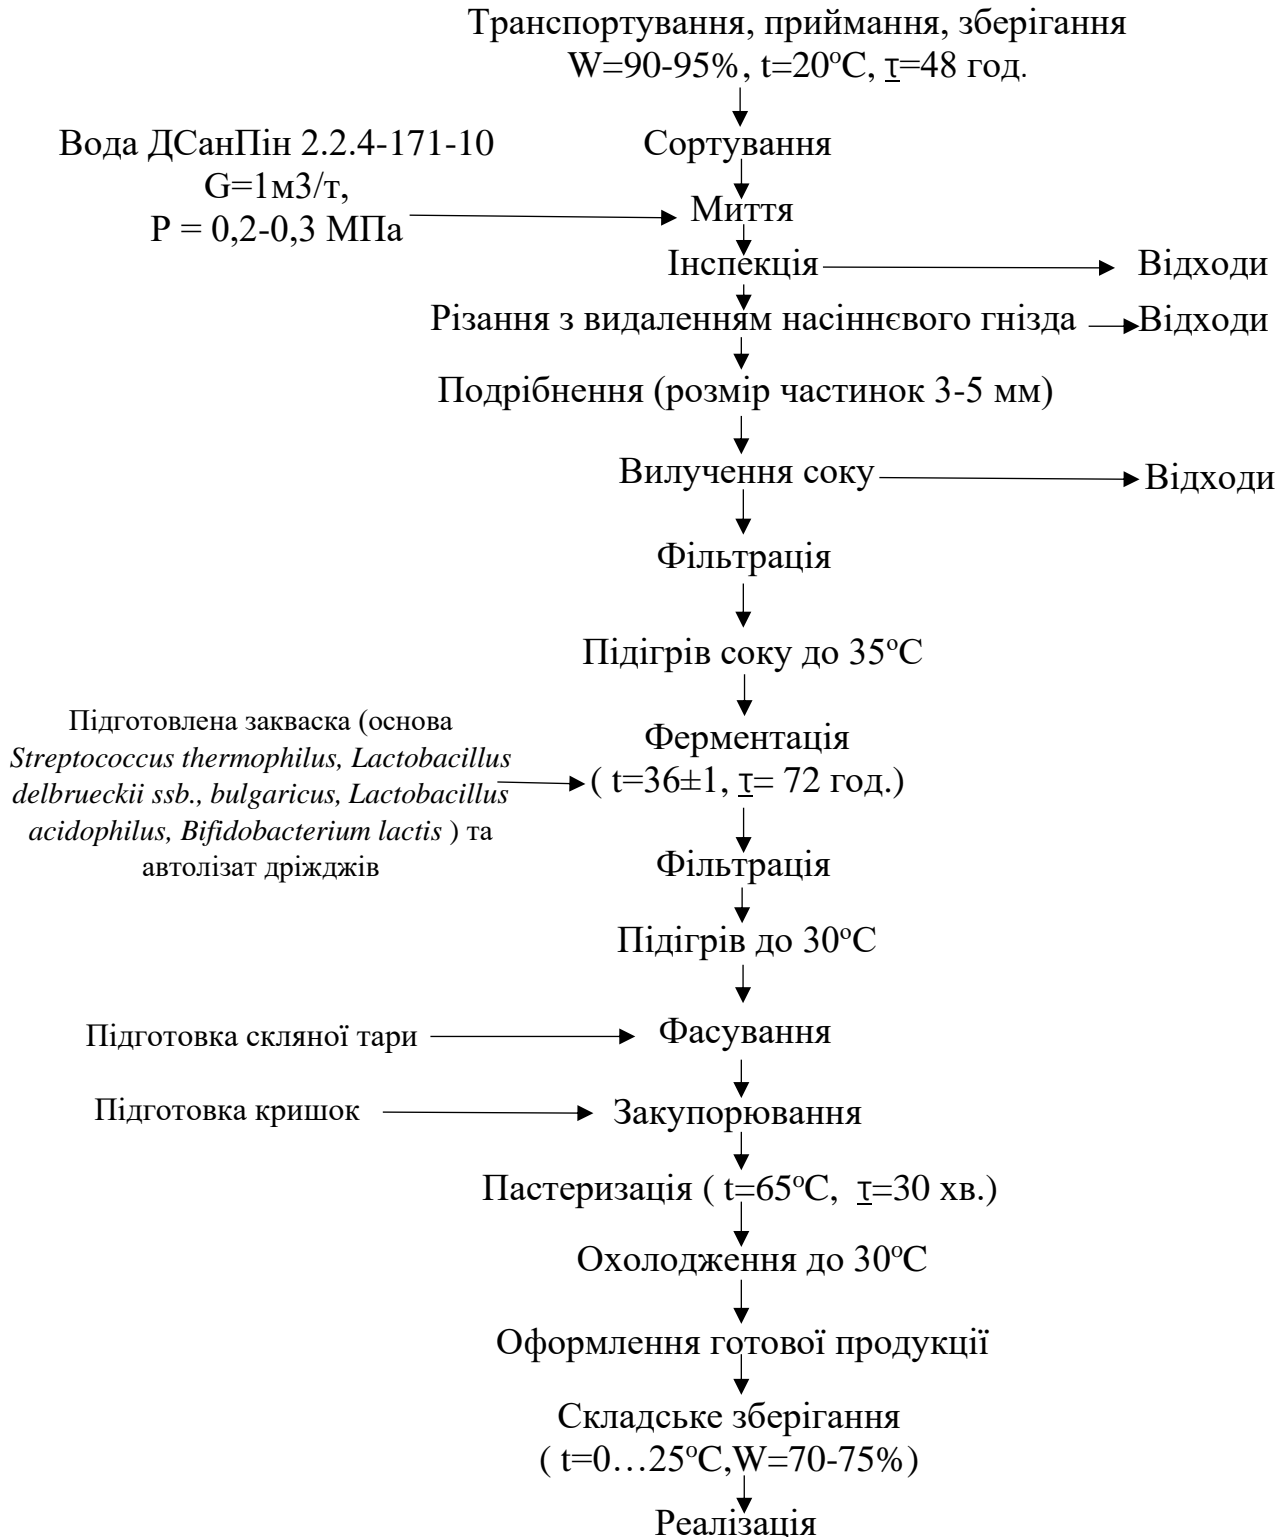 Транспортування, приймання, зберігання
W=90-95%, t=20°C, τ=48 год.
Вода ДСанПін 2.2.4-171-10
G=1м3/т,
Р = 0,2-0,3 МПа
Сортування
Миття
Інспекція
Відходи
Різання з видаленням насіннєвого гнізда
Відходи
Подрібнення (розмір частинок 3-5 мм)
Вилучення соку
Відходи
Фільтрація
Підігрів соку до 35°С
Підготовлена закваска (основа
Streptococcus thermophilus, Lactobacillus
delbrueckii ssb., bulgaricus, Lactobacillus
acidophilus, Bifidobacterium lactis ) та
автолізат дріжджів
Ферментація
( t=36±1, τ= 72 год.)
Фільтрація
Підігрів до 30°С
Підготовка скляної тари
Фасування
Підготовка кришок
Закупорювання
Пастеризація ( t=65°С, τ=30 хв.)
Охолодження до 30°С
Оформлення готової продукції
Складське зберігання
( t=0…25°С,W=70-75%)
Реалізація